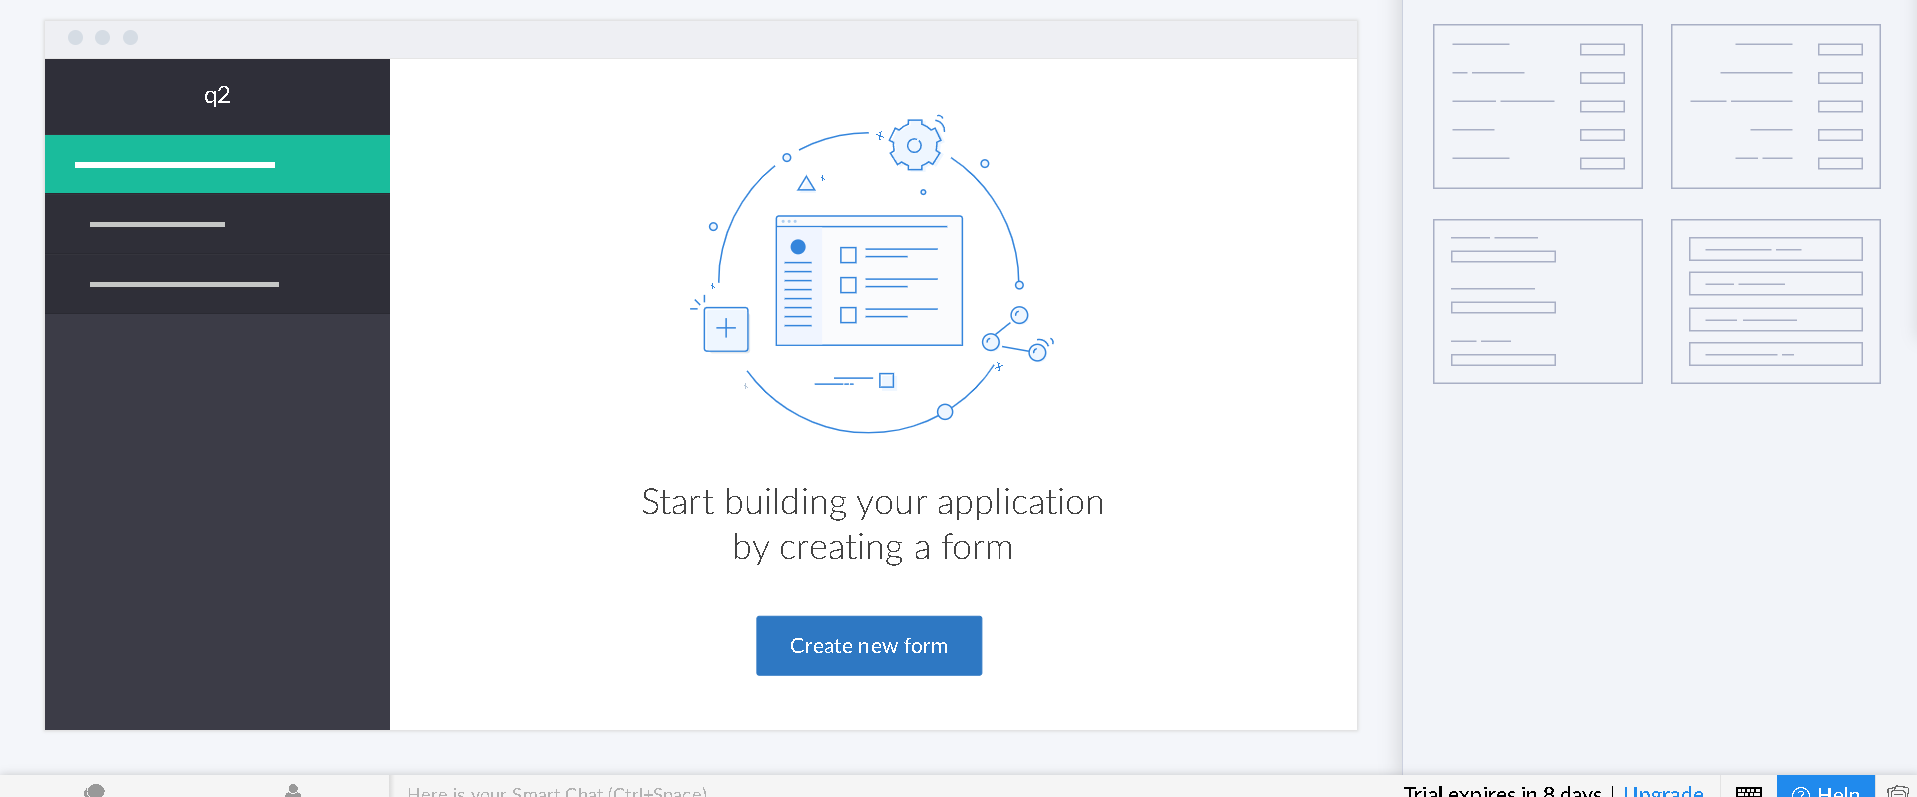 q2
Start building your application
by creating a form
Create new form
Here is your Smart Chat (Ctrl+Space)
Trial expires in 8 days | Upgrade
Help